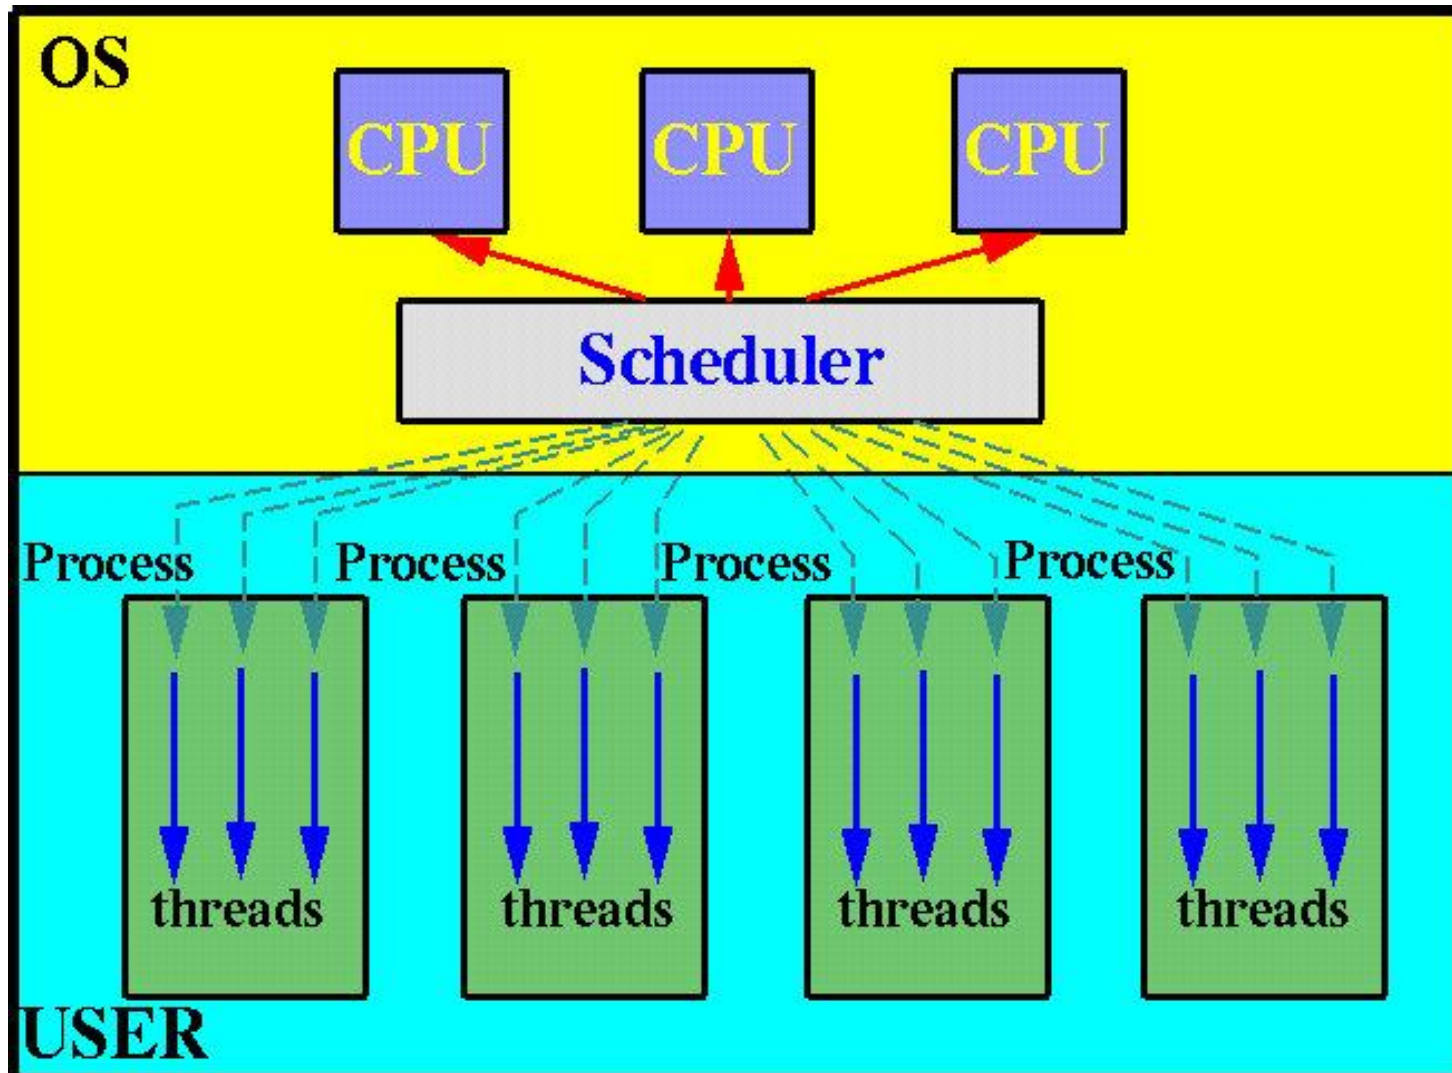 OS
CPU CPU CPU
Scheduler
Process Process Process Process
threads threads threads threads
USER